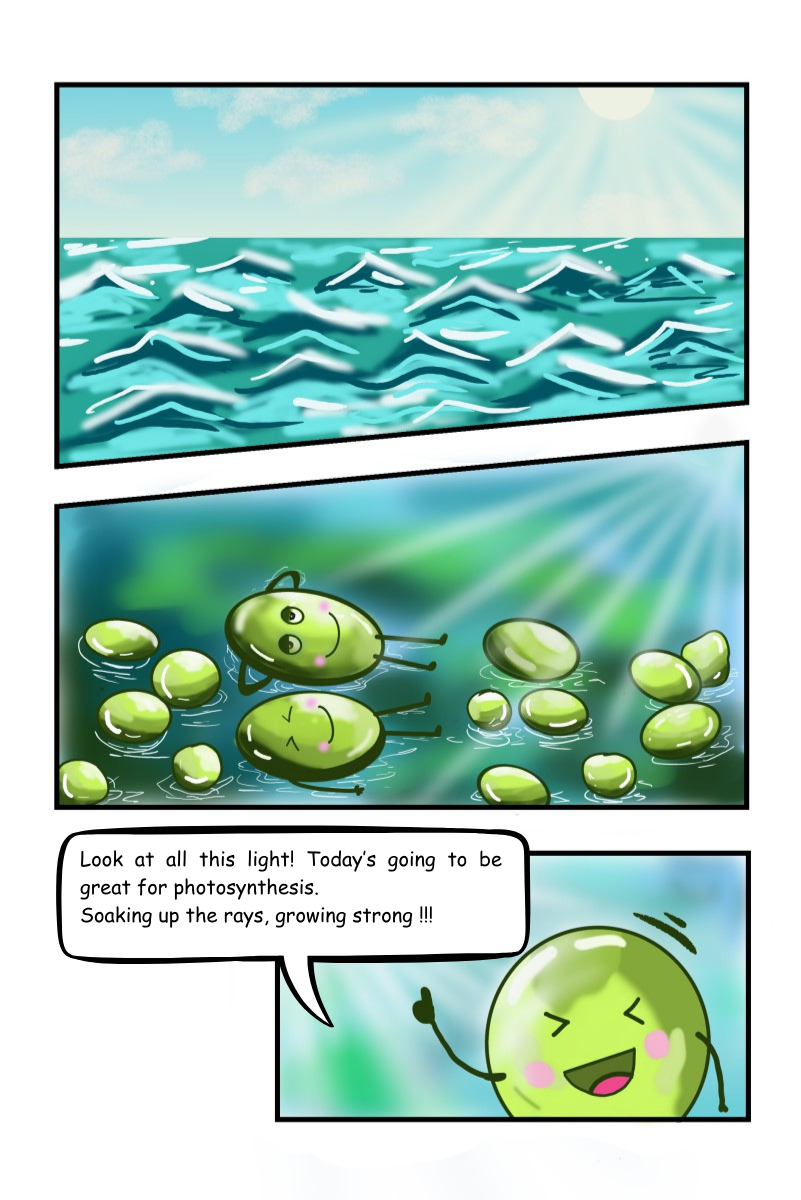 Look at all this light! Today's going to be
great for photosynthesis.
Soaking up the rays, growing strong !!!